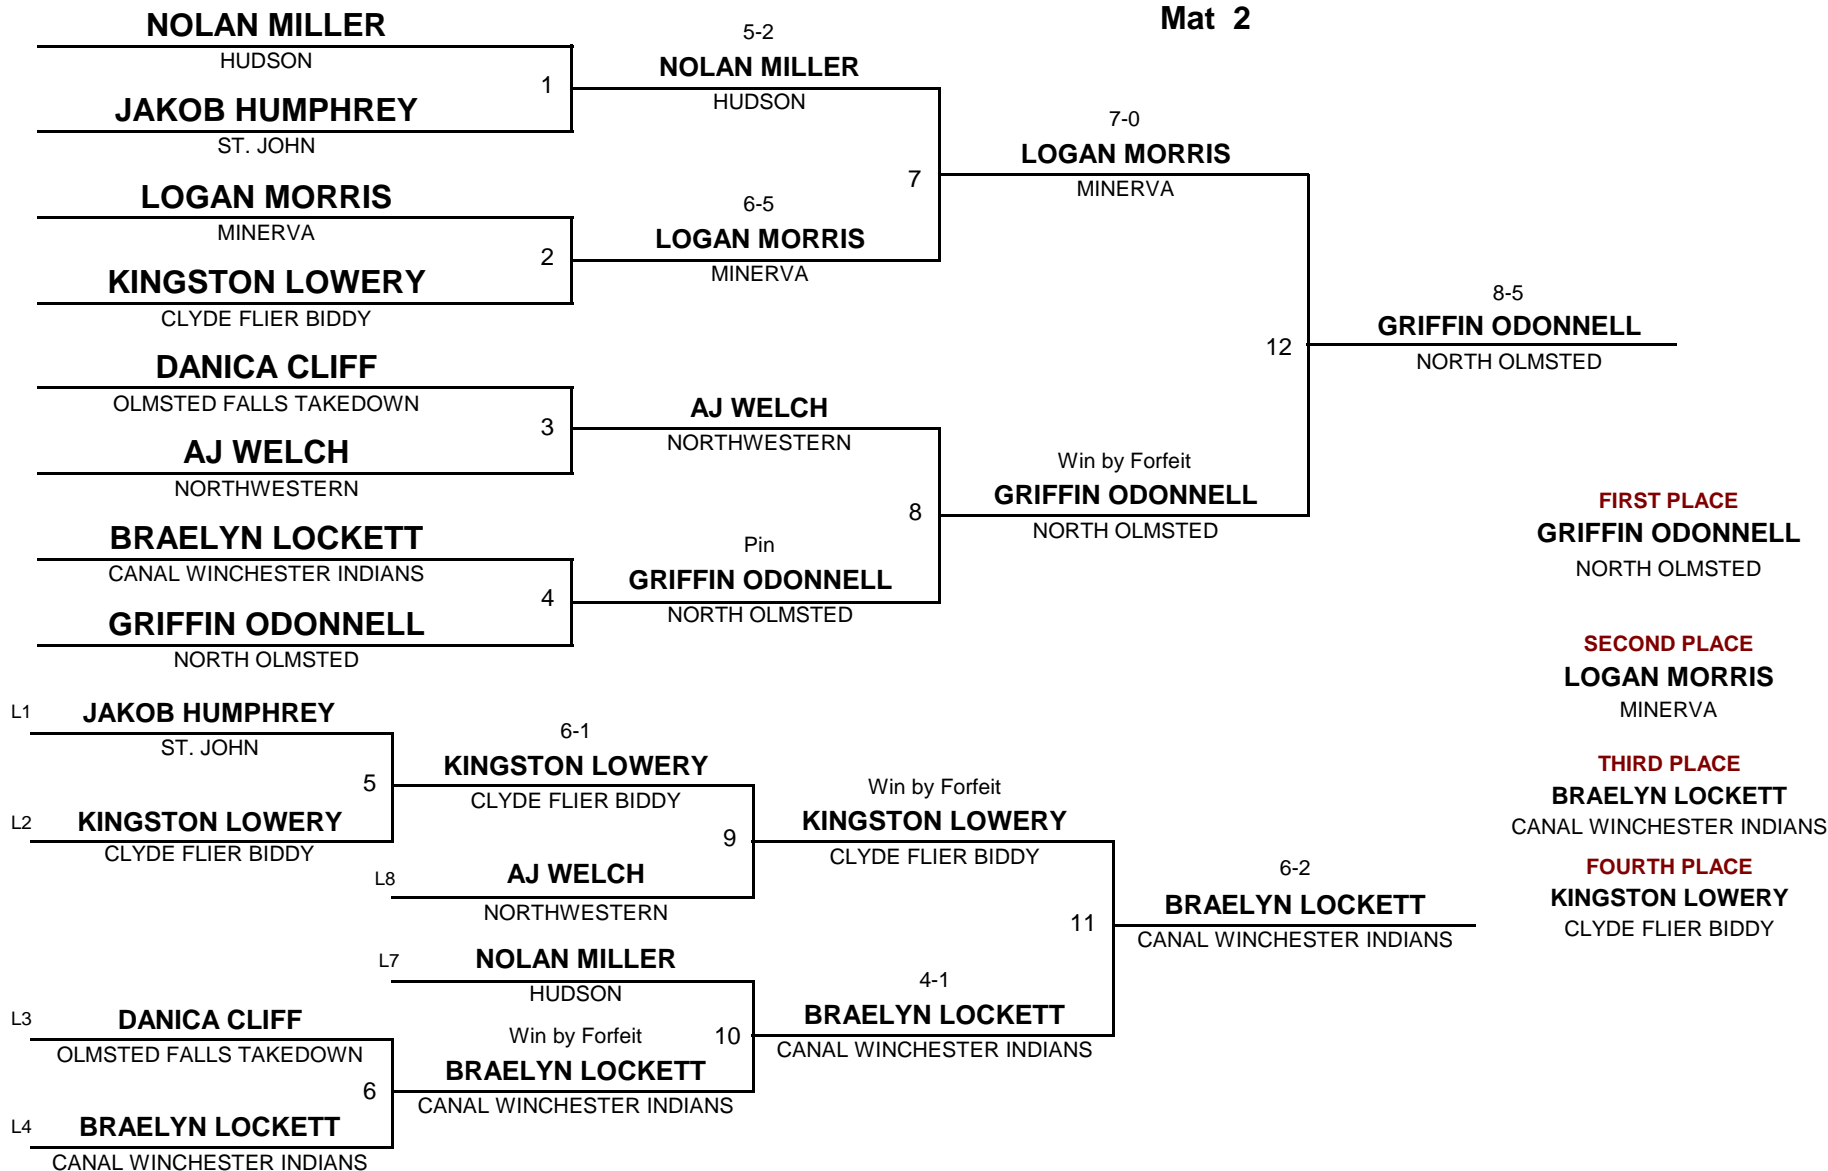 Mat 2
NOLAN MILLER
HUDSON
1
JAKOB HUMPHREY
ST. JOHN
LOGAN MORRIS
MINERVA
2
KINGSTON LOWERY
CLYDE FLIER BIDDY
DANICA CLIFF
OLMSTED FALLS TAKEDOWN
3
AJ WELCH
NORTHWESTERN
BRAELYN LOCKETT
CANAL WINCHESTER INDIANS
4
GRIFFIN ODONNELL
NORTH OLMSTED
5-2
NOLAN MILLER
HUDSON
7
6-5
LOGAN MORRIS
MINERVA
AJ WELCH
NORTHWESTERN
8
Pin
GRIFFIN ODONNELL
NORTH OLMSTED
7-0
LOGAN MORRIS
MINERVA
12
Win by Forfeit
GRIFFIN ODONNELL
NORTH OLMSTED
8-5
GRIFFIN ODONNELL
NORTH OLMSTED
L1
JAKOB HUMPHREY
ST. JOHN
5
L2
KINGSTON LOWERY
CLYDE FLIER BIDDY
L3
DANICA CLIFF
OLMSTED FALLS TAKEDOWN
6
L4
BRAELYN LOCKETT
CANAL WINCHESTER INDIANS
6-1
KINGSTON LOWERY
CLYDE FLIER BIDDY
9
L8
AJ WELCH
NORTHWESTERN
L7
NOLAN MILLER
HUDSON
10
Win by Forfeit
BRAELYN LOCKETT
CANAL WINCHESTER INDIANS
Win by Forfeit
KINGSTON LOWERY
CLYDE FLIER BIDDY
11
4-1
BRAELYN LOCKETT
CANAL WINCHESTER INDIANS
6-2
BRAELYN LOCKETT
CANAL WINCHESTER INDIANS
FIRST PLACE
GRIFFIN ODONNELL
NORTH OLMSTED
SECOND PLACE
LOGAN MORRIS
MINERVA
THIRD PLACE
BRAELYN LOCKETT
CANAL WINCHESTER INDIANS
FOURTH PLACE
KINGSTON LOWERY
CLYDE FLIER BIDDY